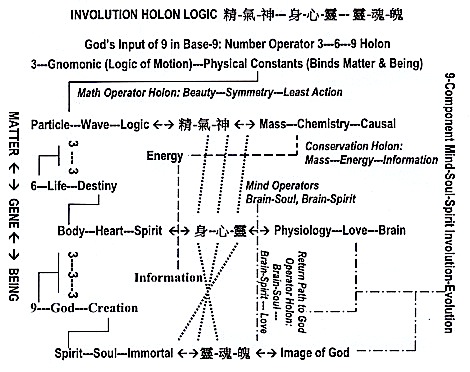 INVOLUTION HOLON LOGIC 精-氣-神---身-心-靈---靈-魂-魄
God's Input of 9 in Base-9: Number Operator 3---6---9 Holon
3---Gnomonic (Logic of Motion)---Physical Constants (Binds Matter & Being)
Math Operator Holon: Beauty---Symmetry---Least Action
Particle---Wave---Logic ↔ 精-氣-神 ↔ Mass---Chemistry---Causal
3---3---3
Energy
Conservation Holon:
Mass---Energy---Information
6---Life---Destiny
Mind Operators
Brain-Soul, Brain-Spirit
Body---Heart---Spirit ↔ 身-心-靈 ↔ Physiology---Love---Brain
3---3---3
Information
Return Path to God
Operator Holon:
Brain-Soul---
Brain-Spirit---Love
9---God---Creation
Spirit---Soul---Immortal ↔ 靈-魂-魄 ↔ Image of God
MATTER ↔ GENE ↔ BEING
9-Component Mind-Soul-Spirit Involution-Evolution